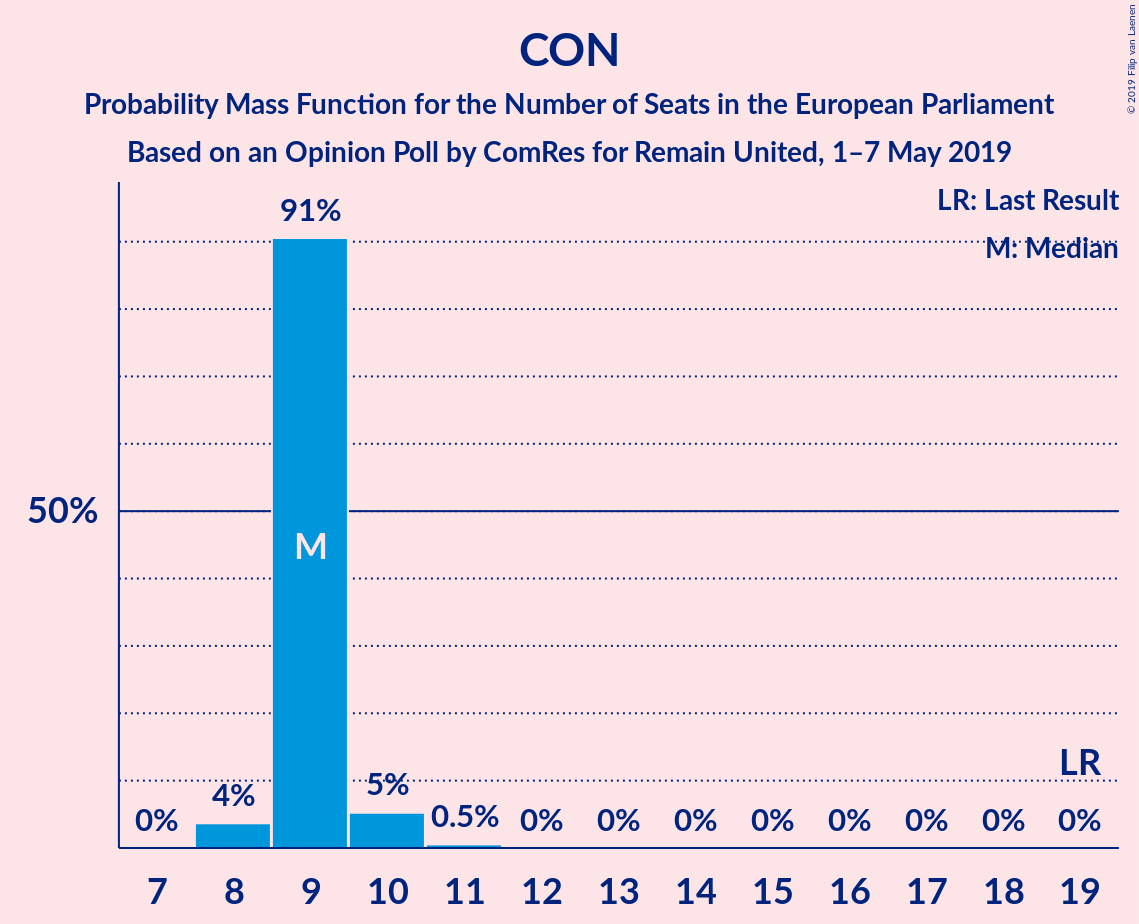 CON
Probability Mass Function for the Number of Seats in the European Parliament
Based on an Opinion Poll by ComRes for Remain United, 1–7 May 2019
© 2019 Filip van Laenen
LR: Last Result
M: Median
91%
50%
M
LR
0%
4%
5%
0.5%
0%
0%
0%
0%
0%
0%
0%
0%
7 8 9 10 11 12 13 14 15 16 17 18 19